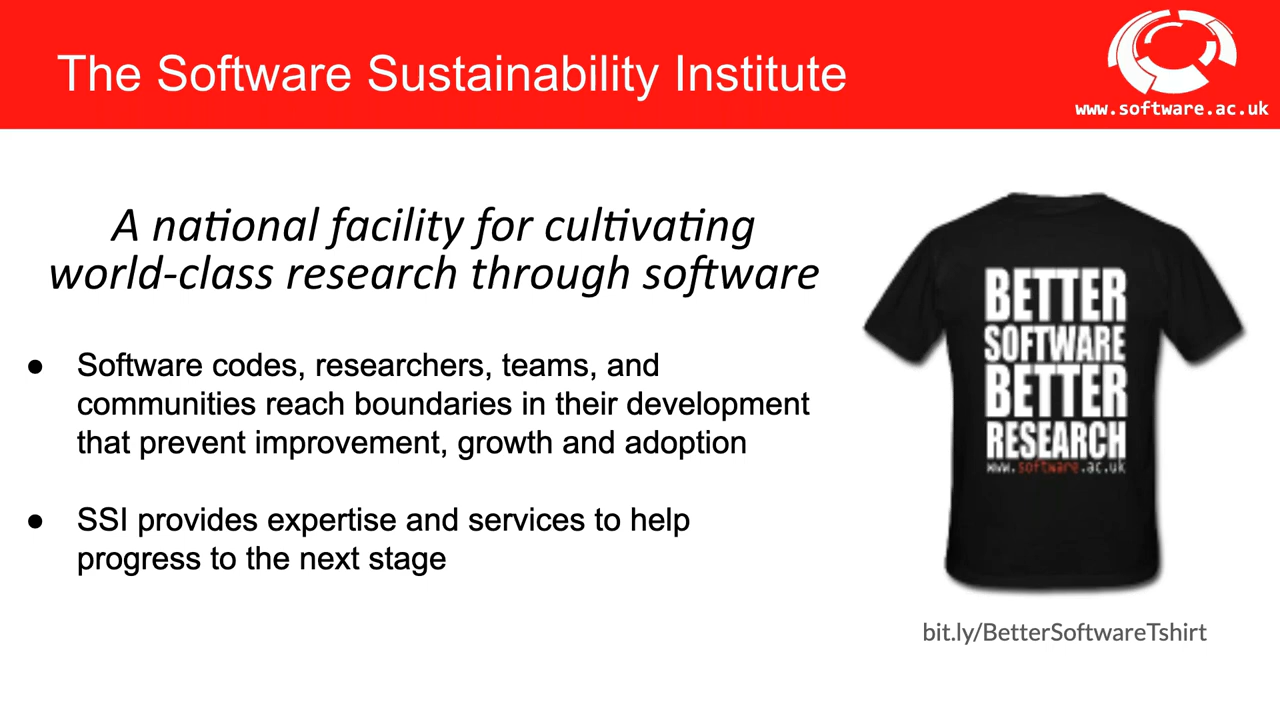 The Software Sustainability Institute
www.software.ac.uk
A national facility for cultivating
world-class research through software
● Software codes, researchers, teams, and
communities reach boundaries in their development
that prevent improvement, growth and adoption
● SSI provides expertise and services to help
progress to the next stage
BETTER
SOFTWARE
BETTER
RESEARCH
www.software.ac.uk
bit.ly/BetterSoftwareTshirt